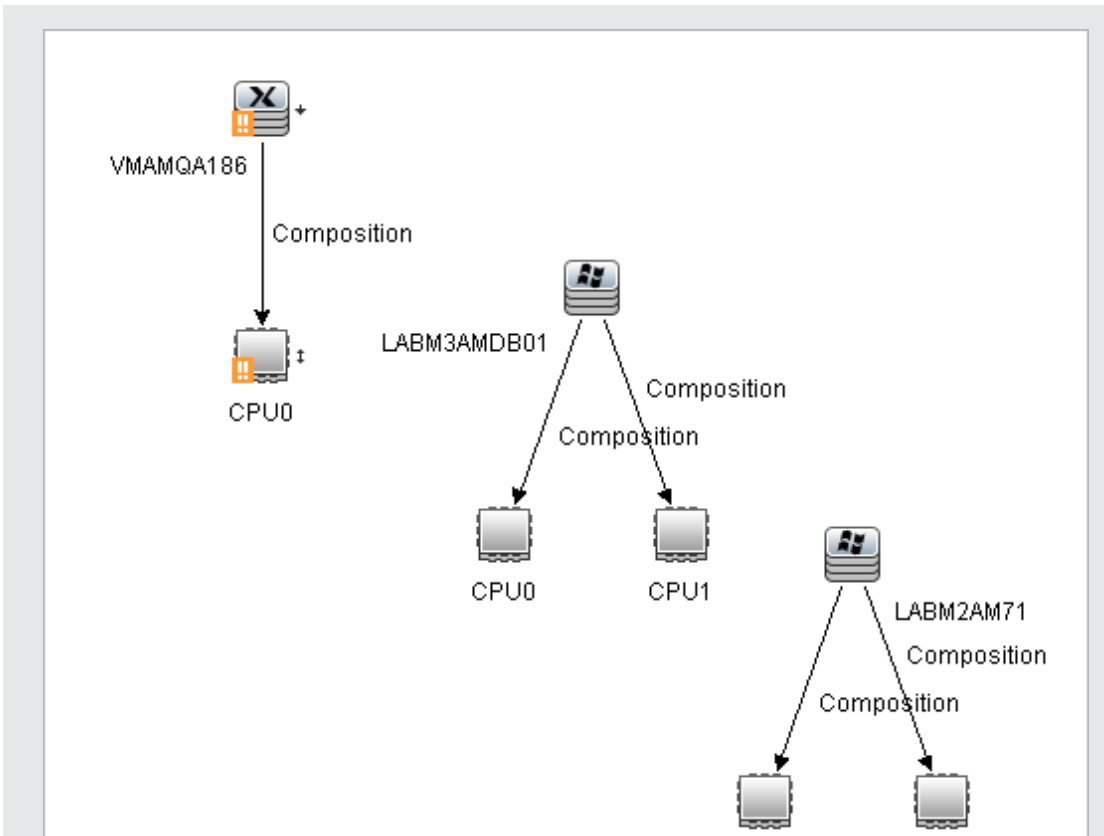 VMAMQA186
Composition
CPU0
LABM3AMDB01
Composition
Composition
CPU0
CPU1
LABM2AM71
Composition
Composition